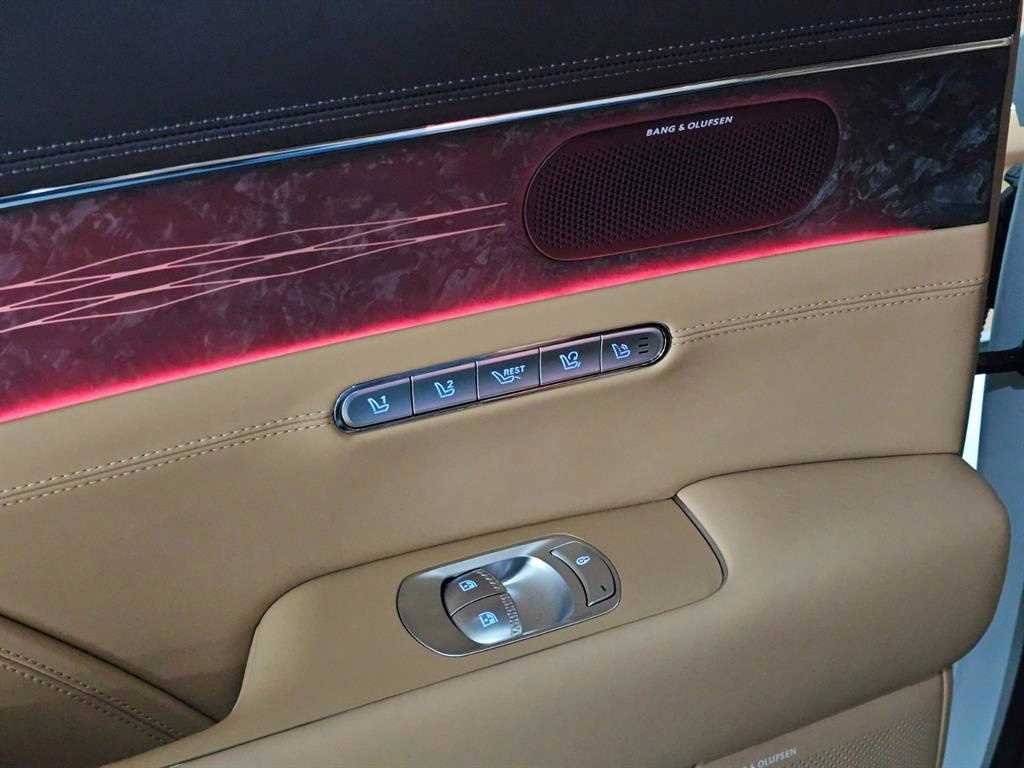 BANG & OLUFSEN
1
2
REST
BANG & OLUFSEN